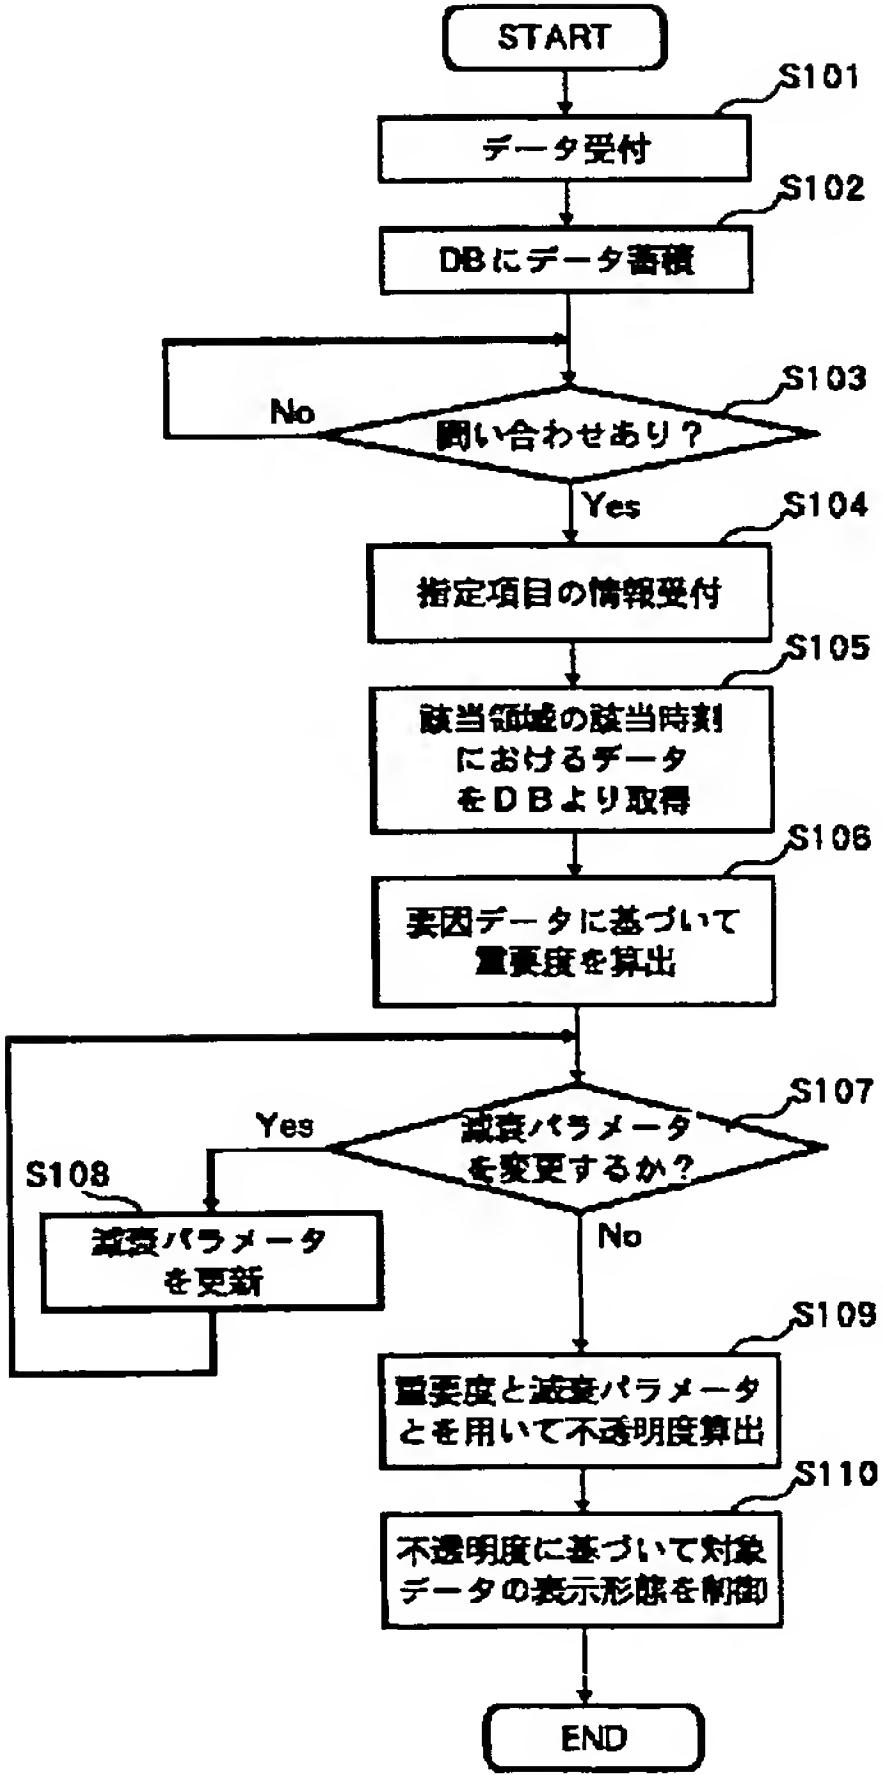 START
S101
データ受付
S102
DBにデータ蓄積
S103
No
問い合わせあり?
Yes
S104
指定項目の情報受付
S105
該当領域の該当時刻
におけるデータ
をDBより取得
S106
要因データに基づいて
重要度を算出
S107
Yes
減衰パラメータ
を変更するか?
S108
No
減衰パラメータ
を更新
S109
重要度と減衰パラメータ
とを用いて不透明度算出
S110
不透明度に基づいて対象
データの表示形態を制御
END